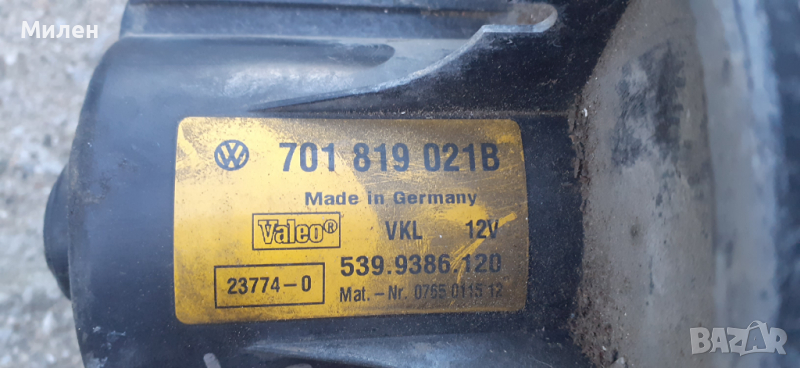 Милен
701 819 021B
Made in Germany
Valeo® VKL 12V
539.9386.120
23774-0
Mat.-Nr. 0765 0115 12
BAZAR